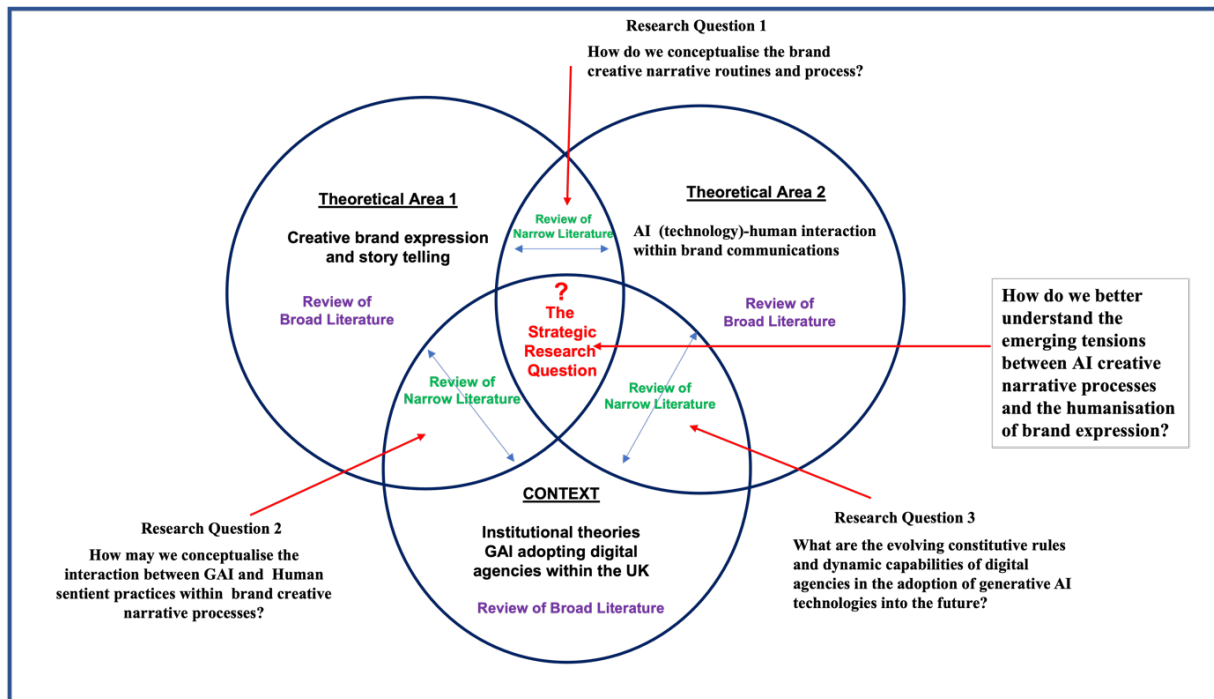 Research Question 1
How do we conceptualise the brand
creative narrative routines and process?
Theoretical Area 1
Creative brand expression
and story telling
Review of
Broad Literature
Review of
Narrow Literature
Theoretical Area 2
AI (technology)-human interaction
within brand communications
Review of
Broad Literature
?
The
Strategic
Research
Question
How do we better
understand the
emerging tensions
between AI creative
narrative processes
and the humanisation
of brand expression?
Review of
Narrow Literature
Review of
Narrow Literature
CONTEXT
Institutional theories
GAI adopting digital
agencies within the UK
Review of Broad Literature
Research Question 2
How may we conceptualise the
interaction between GAI and Human
sentient practices within brand creative
narrative processes?
Research Question 3
What are the evolving constitutive rules
and dynamic capabilities of digital
agencies in the adoption of generative AI
technologies into the future?